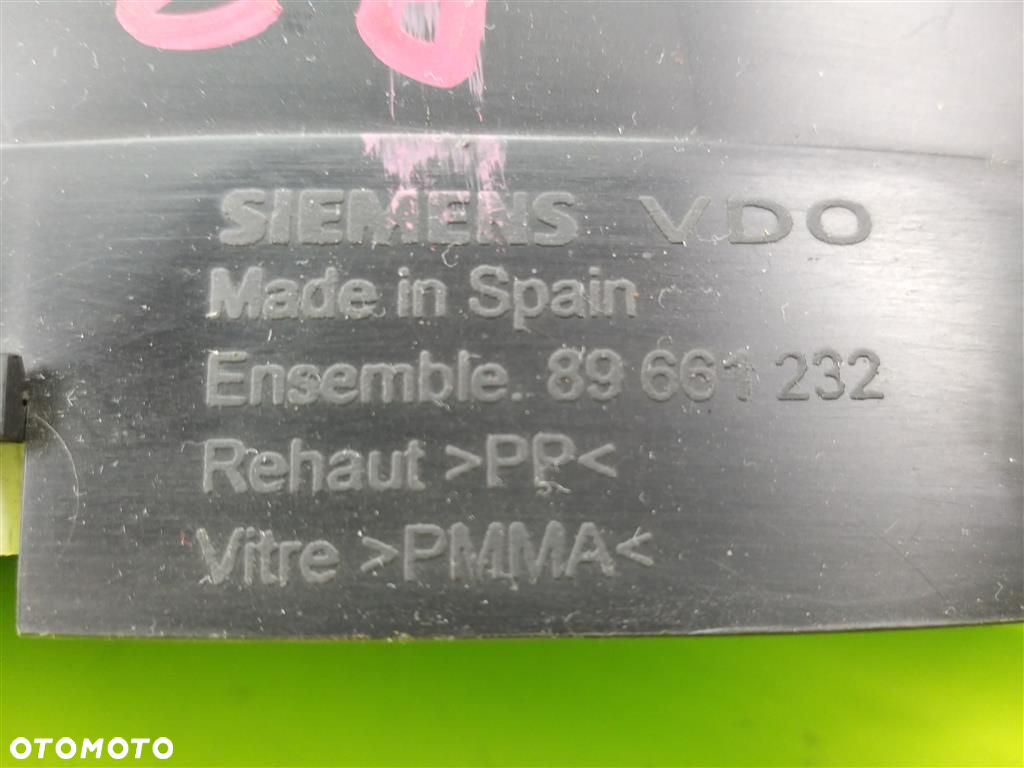 SIEMENS VDO
Made in Spain
Ensemble. 89 661 232
Rehaut >PP<
Vitre >PMMA<
OTOMOTO